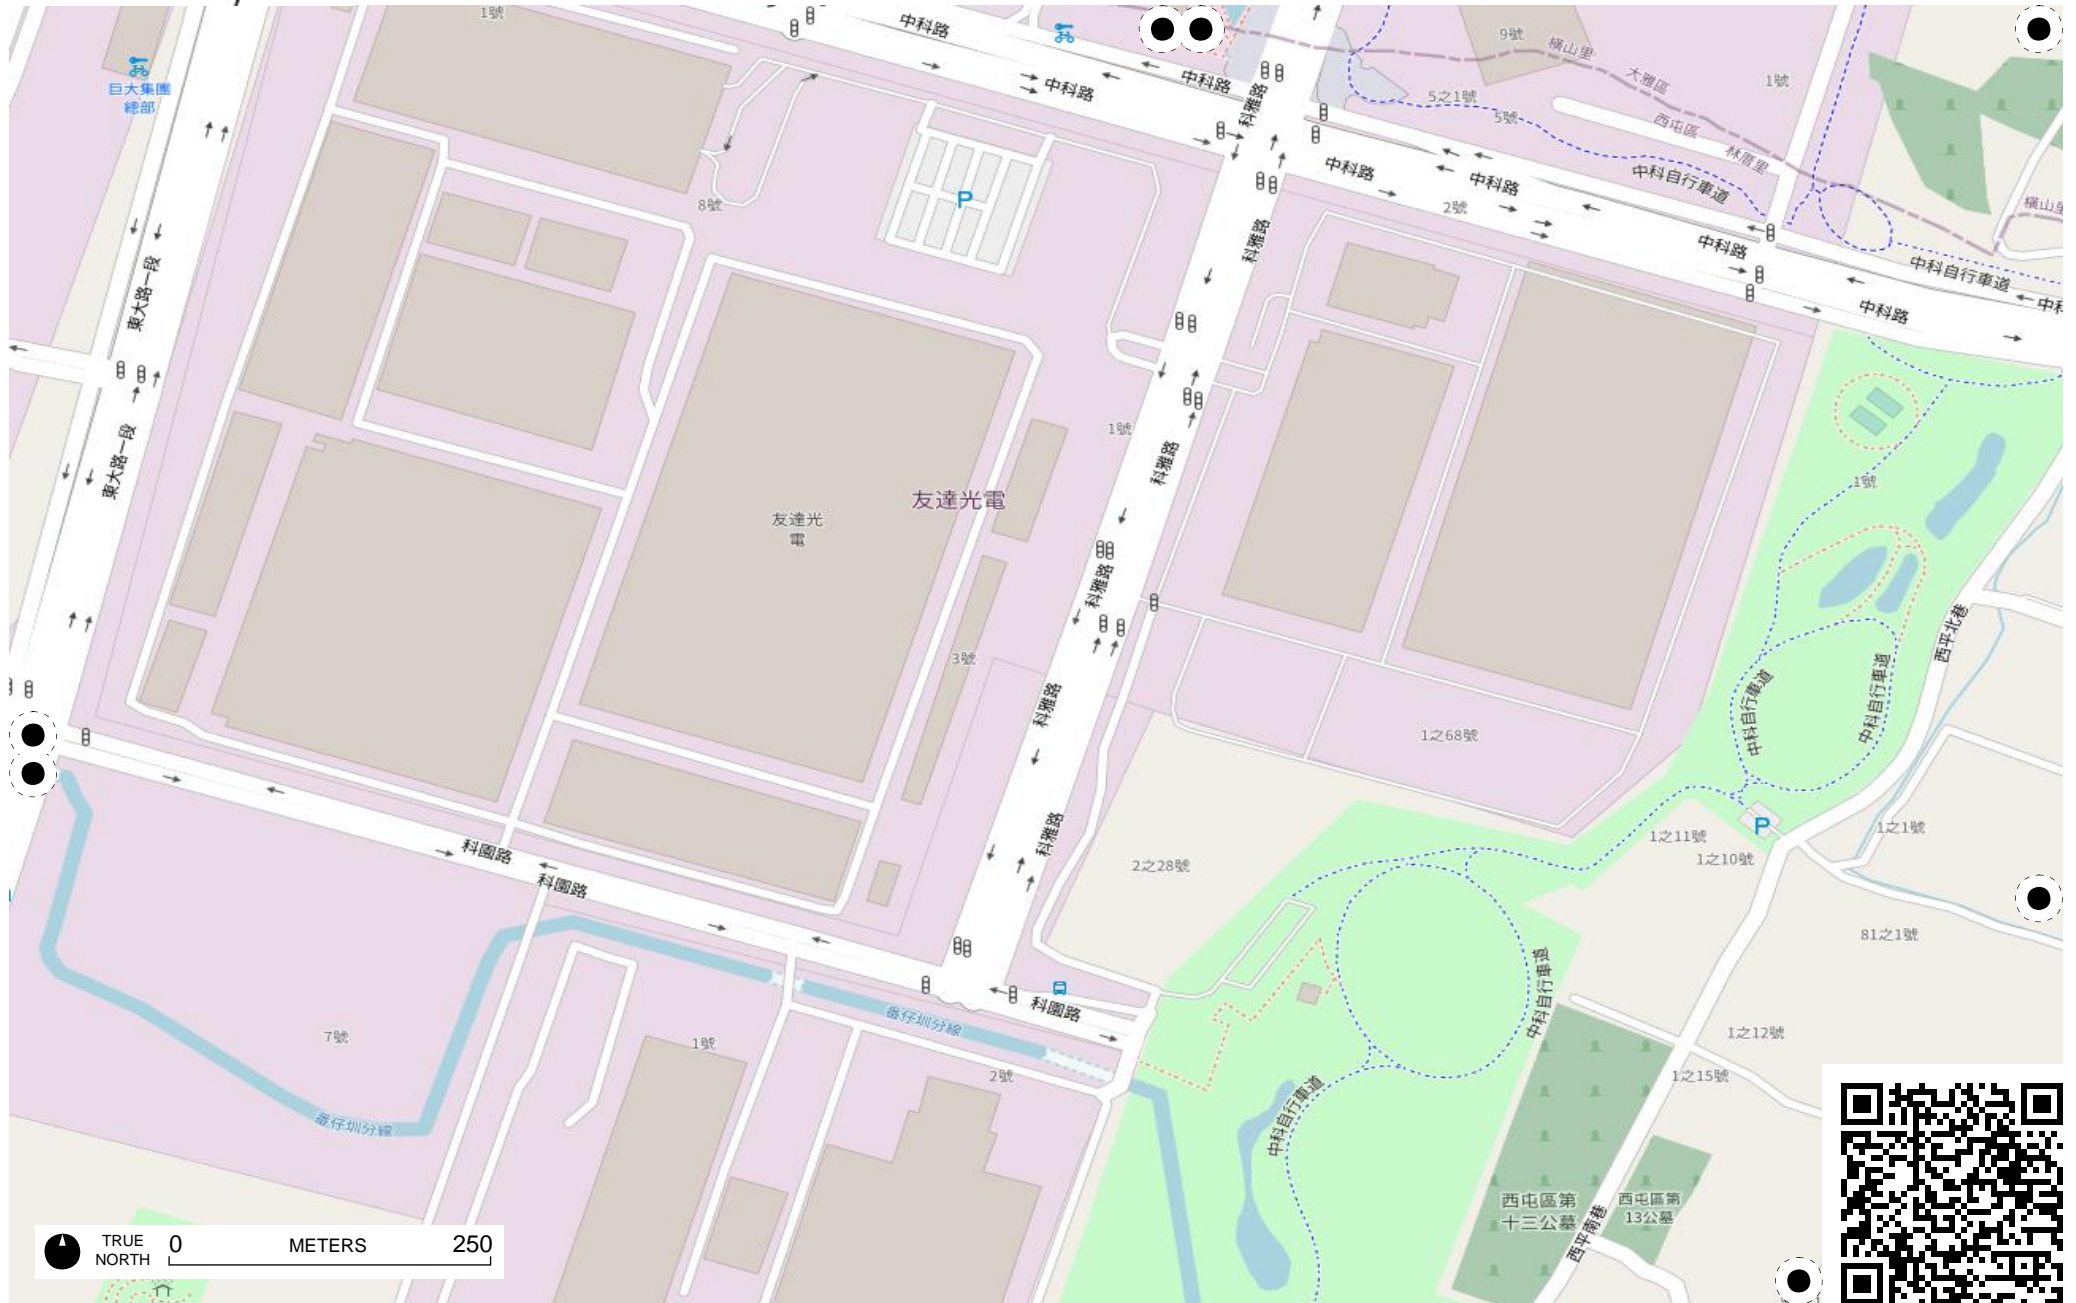 1號
中科路
9號
橫山里
大雅區
1號
巨大集團
總部
中科路
中科路
科雅路
5之1號
5號
西屯區
林厝里
中科路
中科路
中科自行車道
8號
P
2號
橫山里
科雅路
中科路
中科自行車道
東大路一段
中科路
1號
東大路一段
科雅路
友達光電
友達光
電
1號
科雅路
3號
西平北巷
科雅路
中科自行車道
中科自行車道
1之68號
科雅路
P
1之11號
1之1號
科園路
2之28號
1之10號
科園路
81之1號
中科自行車道
科園路
番仔圳分線
7號
1號
1之12號
2號
1之15號
番仔圳分線
中科自行車道
西屯區第
十三公墓
西屯區第
13公墓
西平南巷
TRUE
NORTH
0 METERS 250